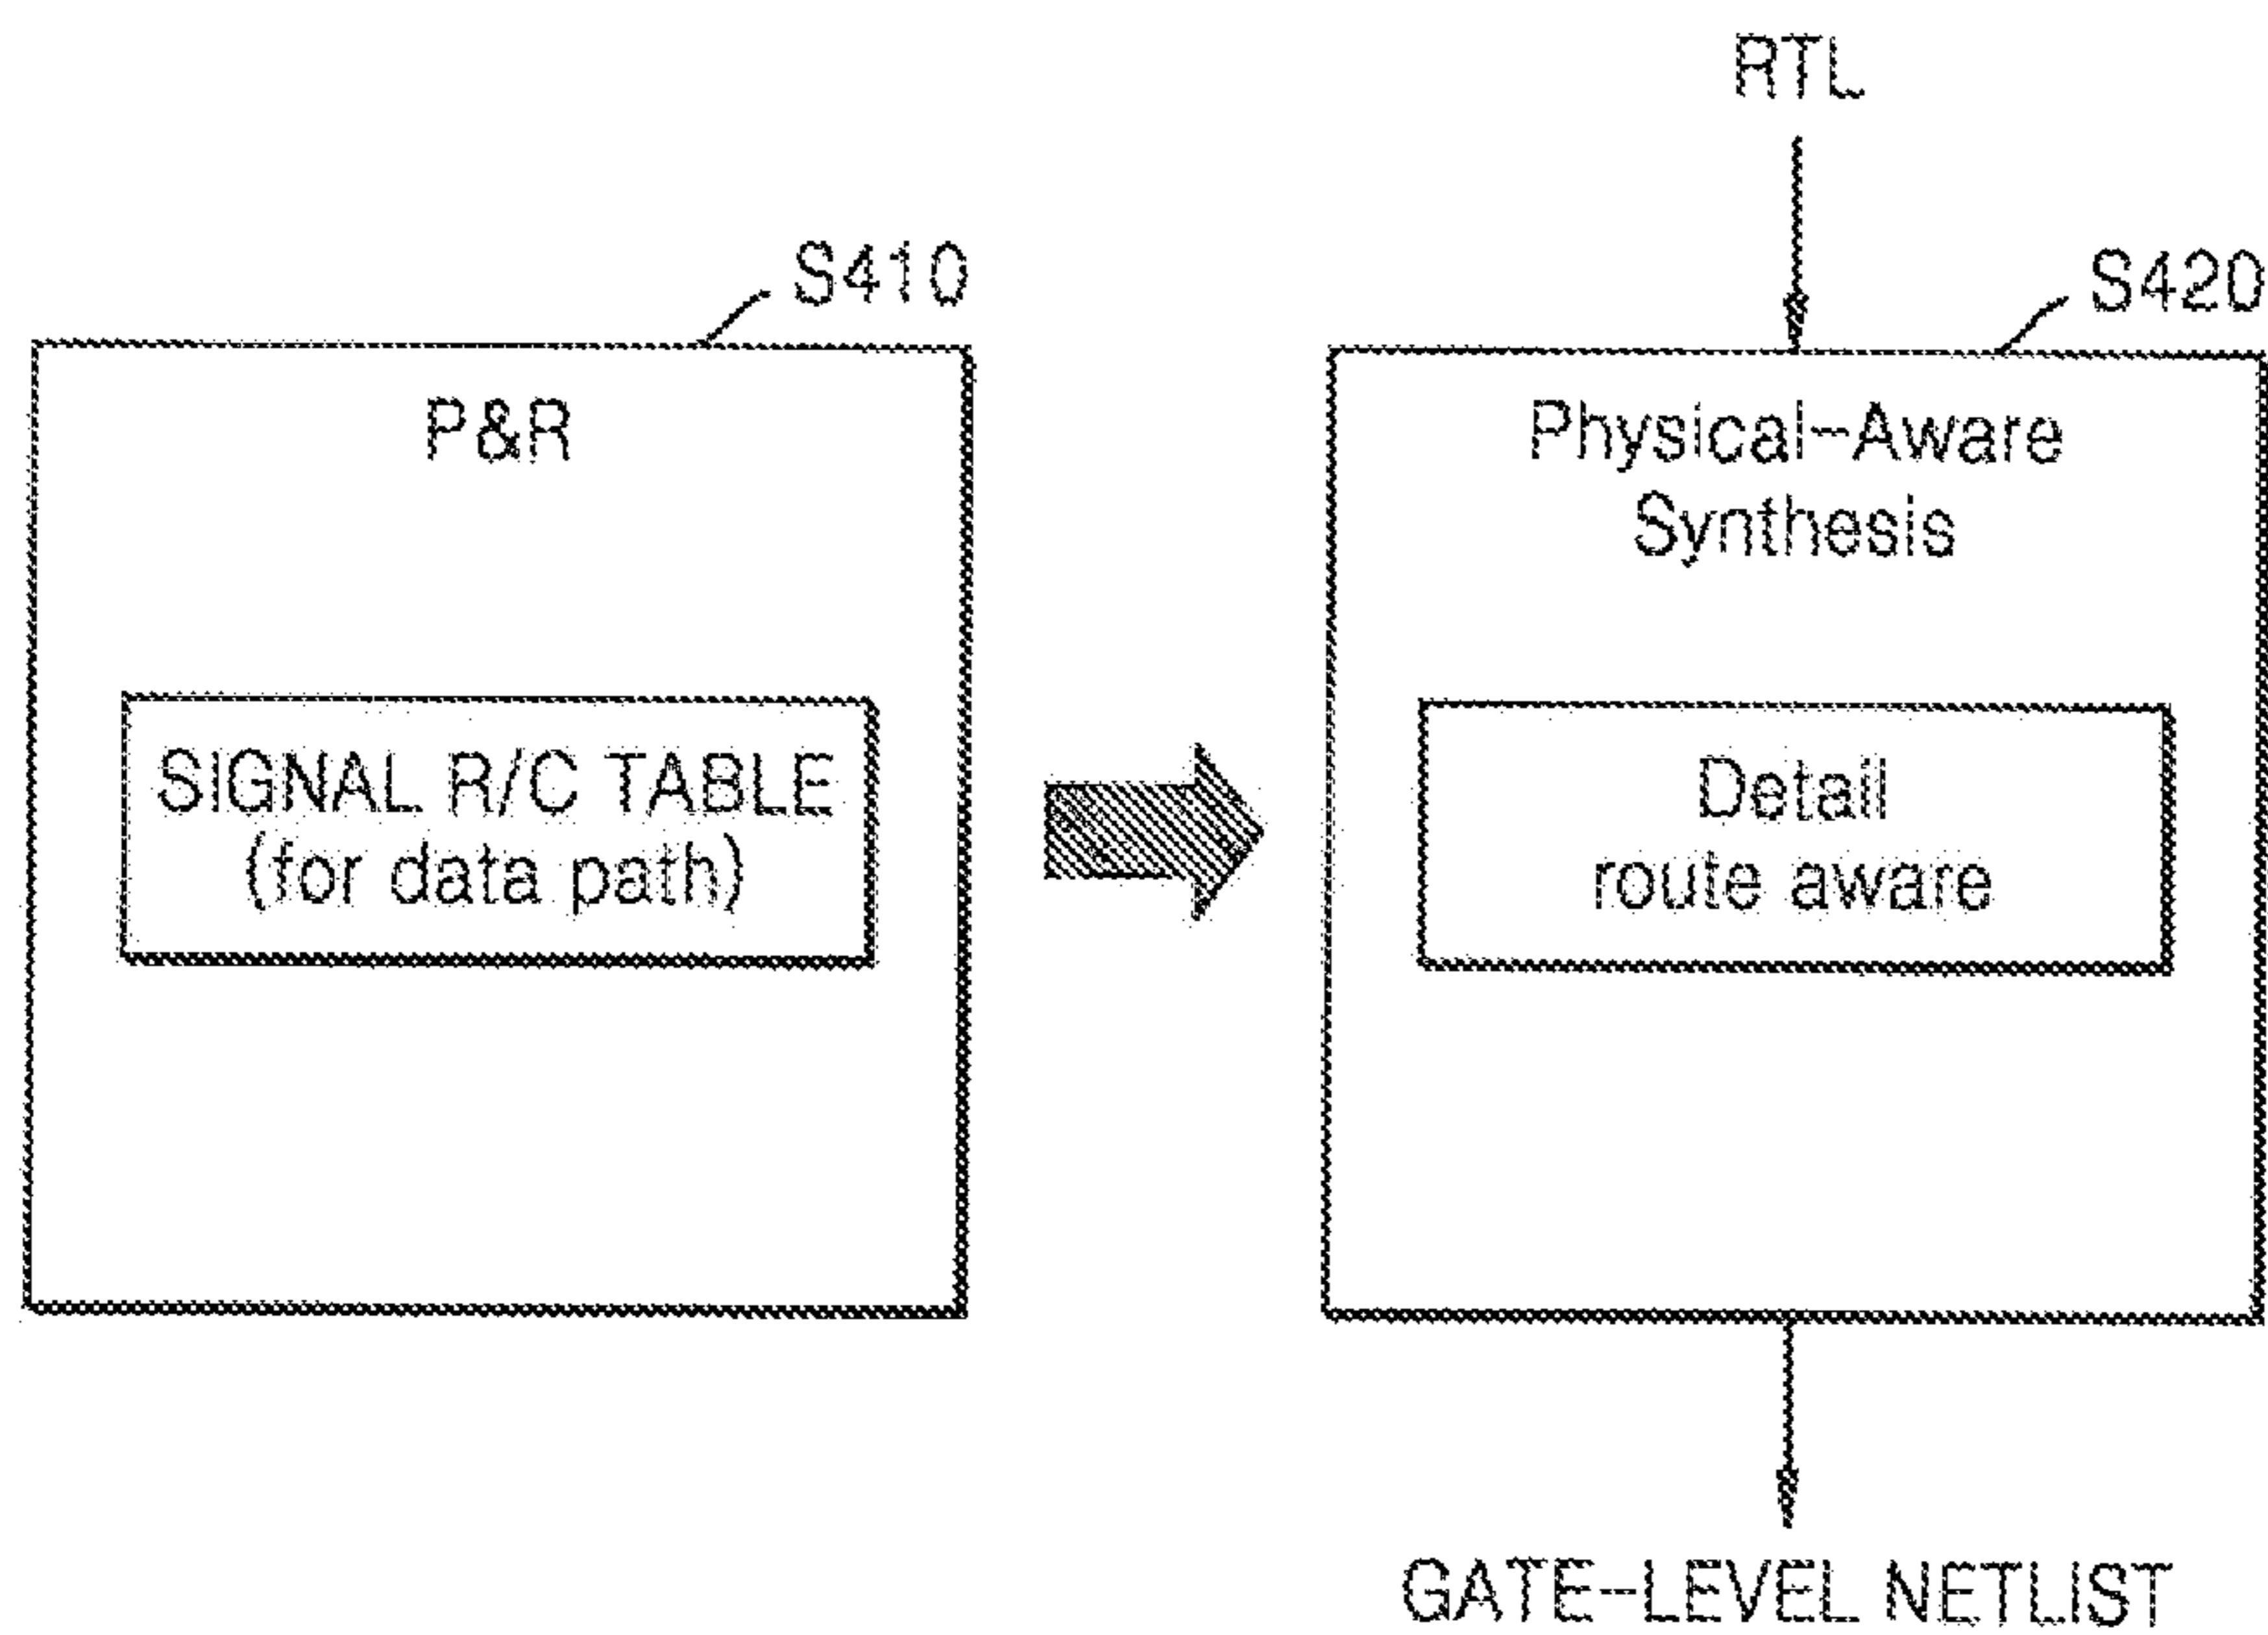 RTL
S410
S420
P&R
Physical-Aware
Synthesis
SIGNAL R/C TABLE
(for data path)
Detail
route aware
GATE-LEVEL NETLIST